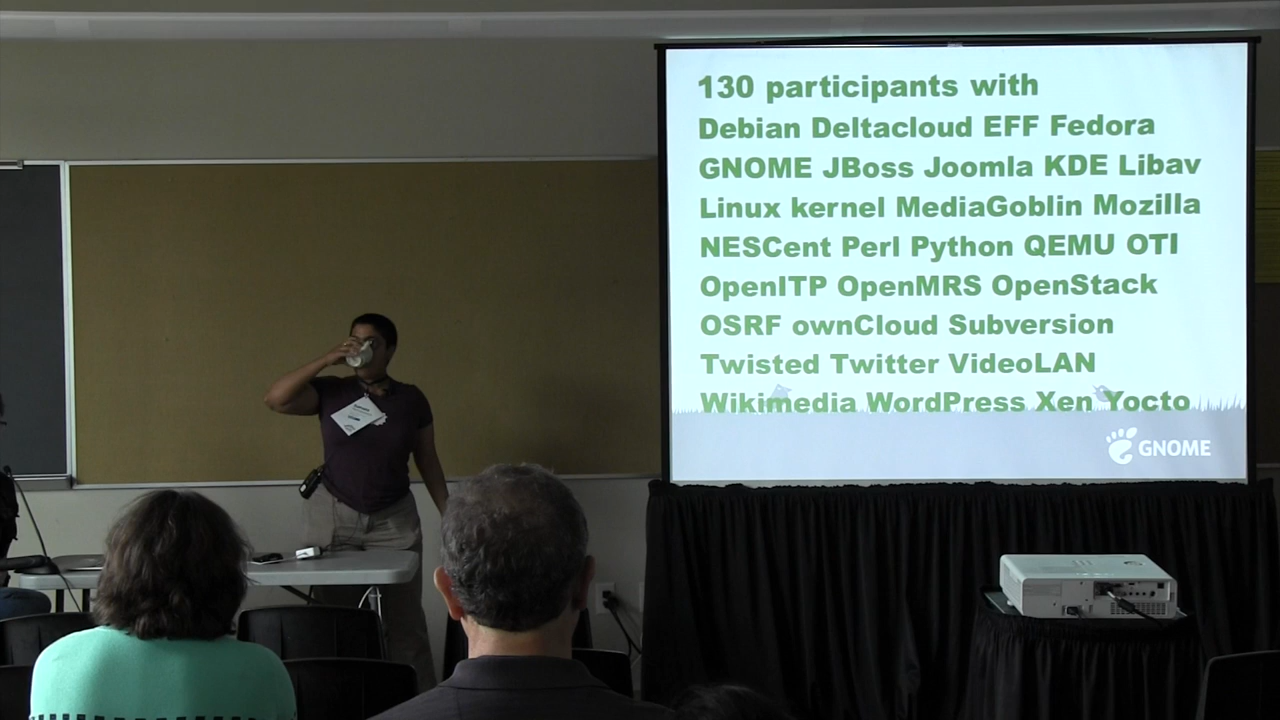 130 participants with
Debian Deltacloud EFF Fedora
GNOME JBoss Joomla KDE Libav
Linux kernel MediaGoblin Mozilla
NESCent Perl Python QEMU OTI
OpenITP OpenMRS OpenStack
OSRF ownCloud Subversion
Twisted Twitter VideoLAN
Wikimedia WordPress Xen Yocto
GNOME